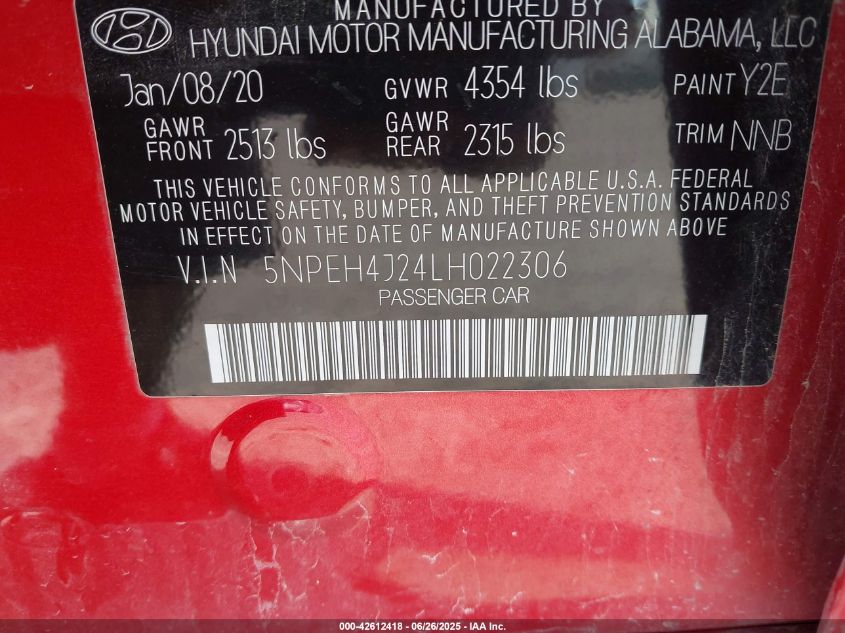 MANUFACTURED BY
HYUNDAI MOTOR MANUFACTURING ALABAMA, LLC
Jan/08/20 GVWR 4354 lbs PAINT Y2E
GAWR FRONT 2513 lbs GAWR REAR 2315 lbs TRIM NNB
THIS VEHICLE CONFORMS TO ALL APPLICABLE U.S.A. FEDERAL
MOTOR VEHICLE SAFETY, BUMPER, AND THEFT PREVENTION STANDARDS
IN EFFECT ON THE DATE OF MANUFACTURE SHOWN ABOVE
V.I.N 5NPEH4J24LH022306
PASSENGER CAR
000-42612418 - 06/26/2025 - IAA Inc.